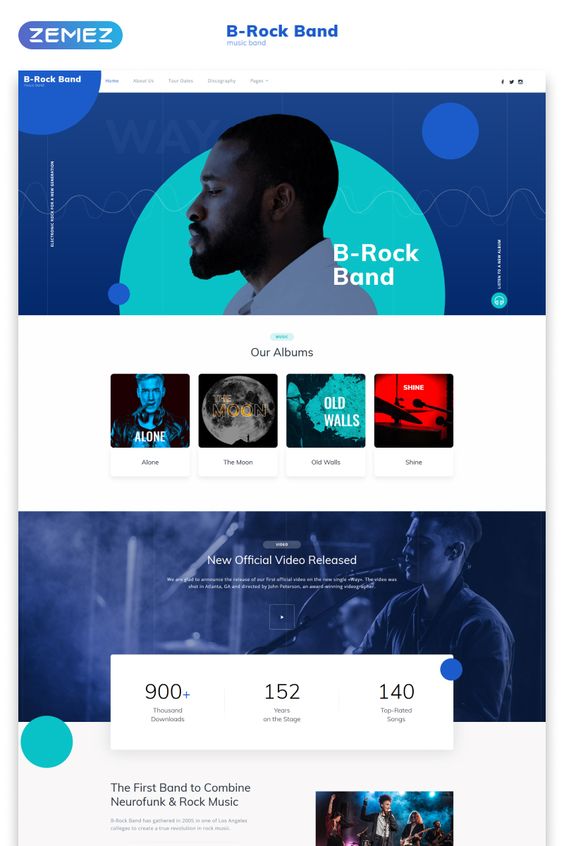 ZEMEZ
B-Rock Band
music band
B-Rock Band
music band
Home About Us Tour Dates Discography Pages
WAY
ELECTRONIC ROCK FOR A NEW GENERATION
B-Rock
Band
LISTEN TO A NEW ALBUM
MUSIC
Our Albums
ALONE
THE
MOON
OLD
WALLS
SHINE
Alone The Moon Old Walls Shine
VIDEO
New Official Video Released
We are glad to announce the release of our first official video on the new single «Way». The video was
shot in Atlanta, GA and directed by John Peterson, an award-winning videographer.
900+ 152 140
Thousand Years Top-Rated
Downloads on the Stage Songs
The First Band to Combine
Neurofunk & Rock Music
B-Rock Band has gathered in 2005 in one of Los Angeles
colleges to create a true revolution in rock music.